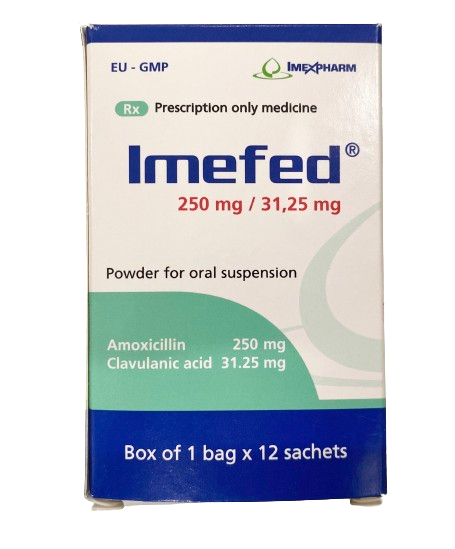 EU - GMP
IMEXPHARM
Rx Prescription only medicine
Imefed®
250 mg / 31,25 mg
Powder for oral suspension
Amoxicillin 250 mg
Clavulanic acid 31.25 mg
Box of 1 bag x 12 sachets